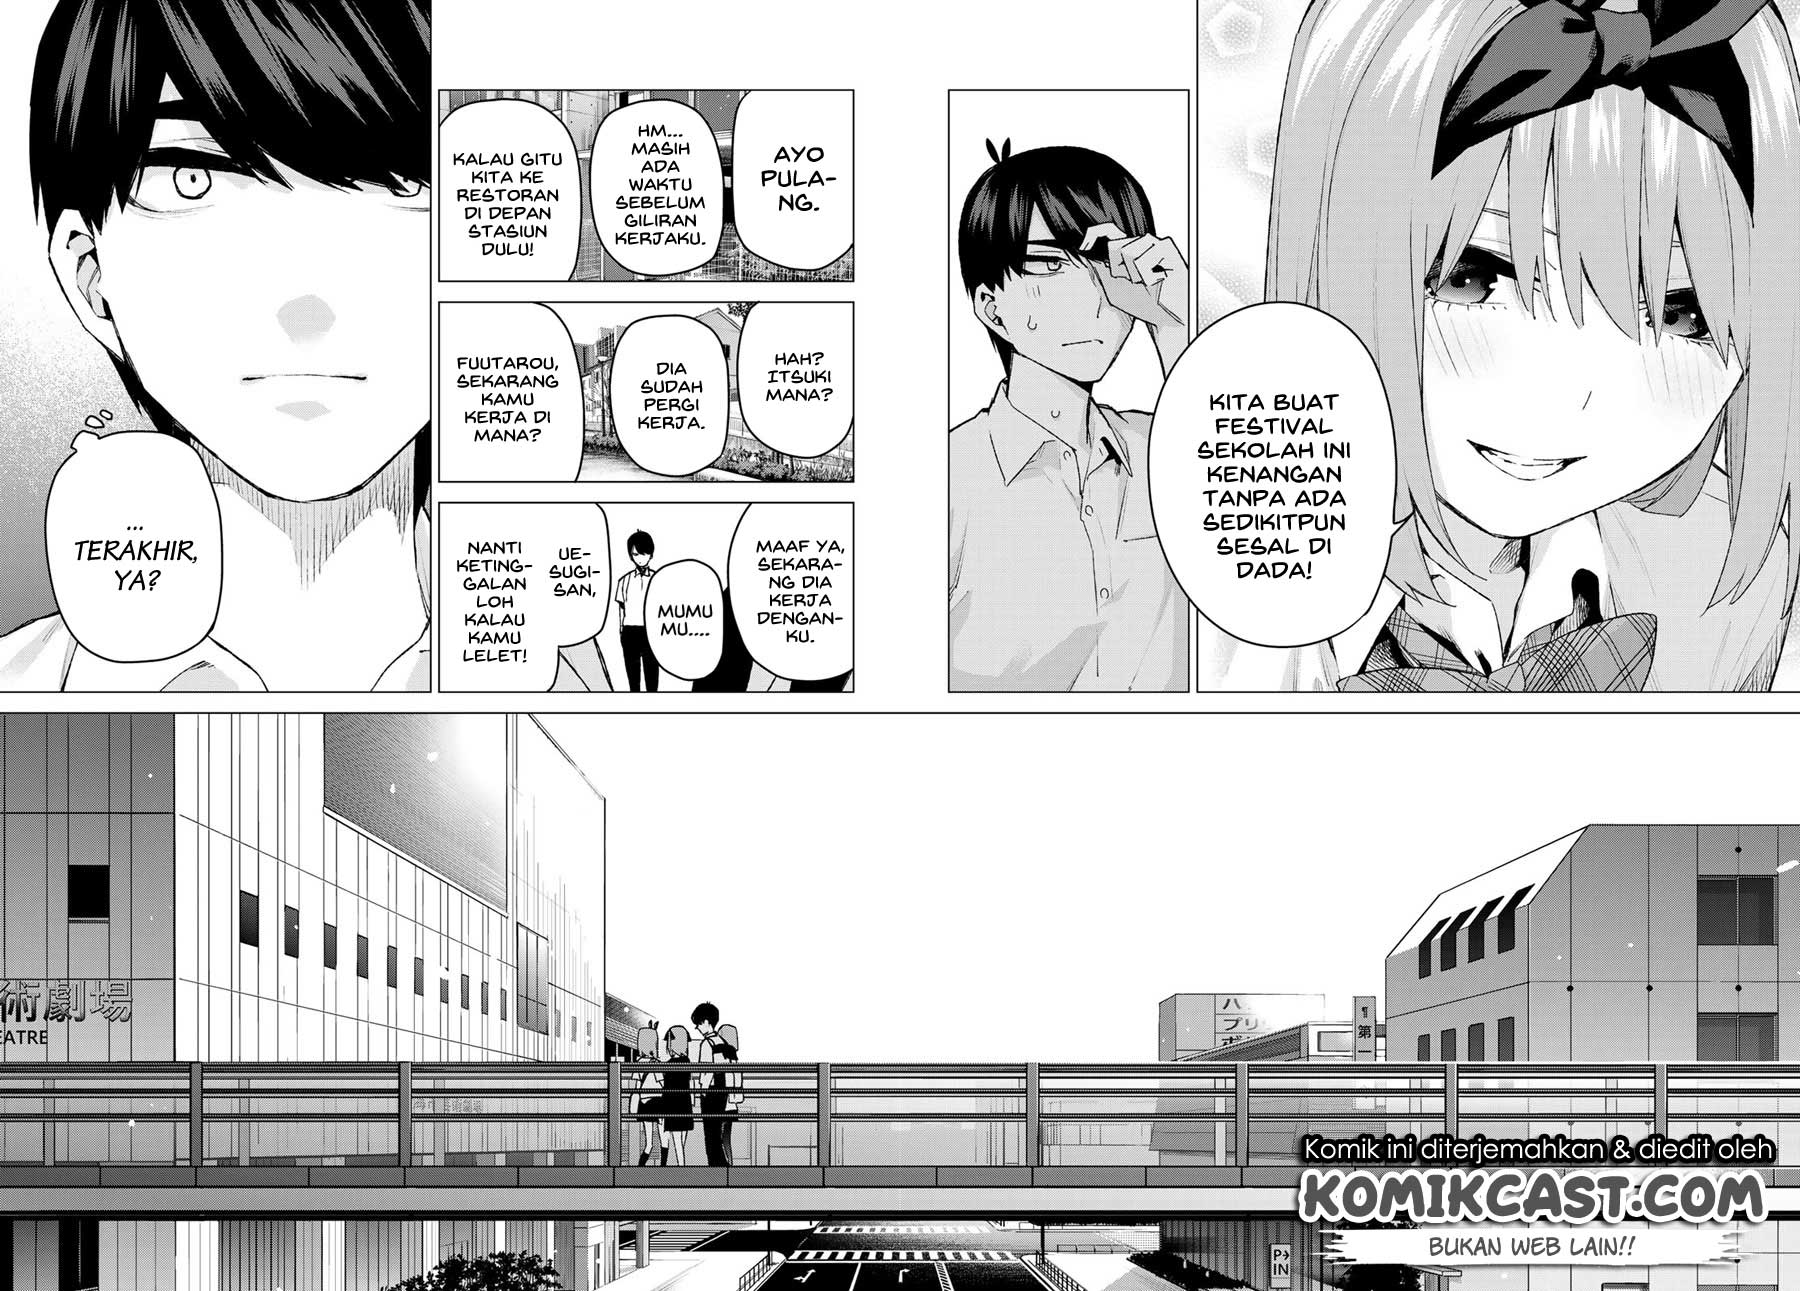 KITA BUAT
FESTIVAL
SEKOLAH INI
KENANGAN
TANPA ADA
SEDIKITPUN
SESAL DI
DADA!
AYO
PULA-
NG.
HM...
MASIH
ADA
WAKTU
SEBELUM
GILIRAN
KERJAKU.
KALAU GITU
KITA KE
RESTORAN
DI DEPAN
STASIUN
DULU!
HAH?
ITSUKI
MANA?
DIA
SUDAH
PERGI
KERJA.
FUUTAROU,
SEKARANG
KAMU
KERJA DI
MANA?
MAAF YA,
SEKARA-
NG DIA
KERJA
DENGAN-
KU.
MUMU
MU....
UE-
SUGI-
SAN,
NANTI
KETING-
GALAN
LOH
KALAU
KAMU
LELET!
...
TERAKHIR,
YA?
術劇場
EATRE
ハ
プリ
ボ
¶
第
一
P
IN
Komik ini diterjemahkan & diedit oleh
KOMIKCAST.COM
BUKAN WEB LAIN!!